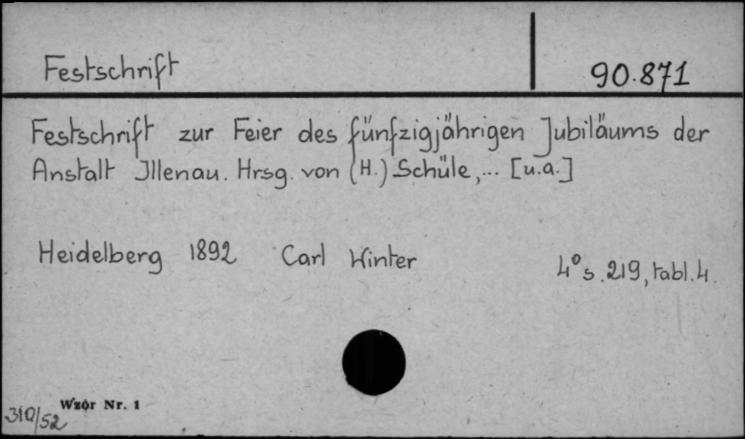 Festschrift
90.871
Festschrift zur Feier des fünfzigjährigen Jubiläums der
Anstalt Illenau. Hrsg. von (H.) Schüle,... [u.a.]
Heidelberg 1892 Carl Winter
4° s. 219, tabl. 4.
Wzór Nr. 1
310/52